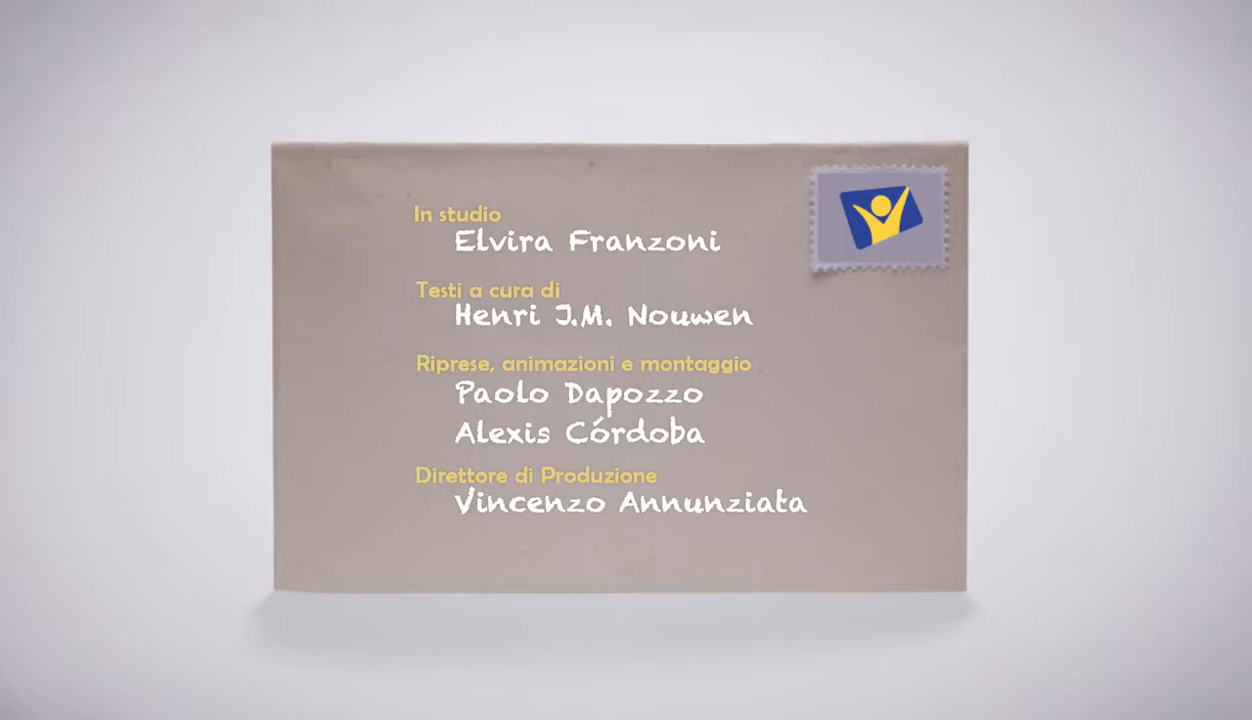 In studio
Elvira Franzoni
Testi a cura di
Henri J.M. Nouwen
Riprese, animazioni e montaggio
Paolo Dapozzo
Alexis Córdoba
Direttore di Produzione
Vincenzo Annunziata